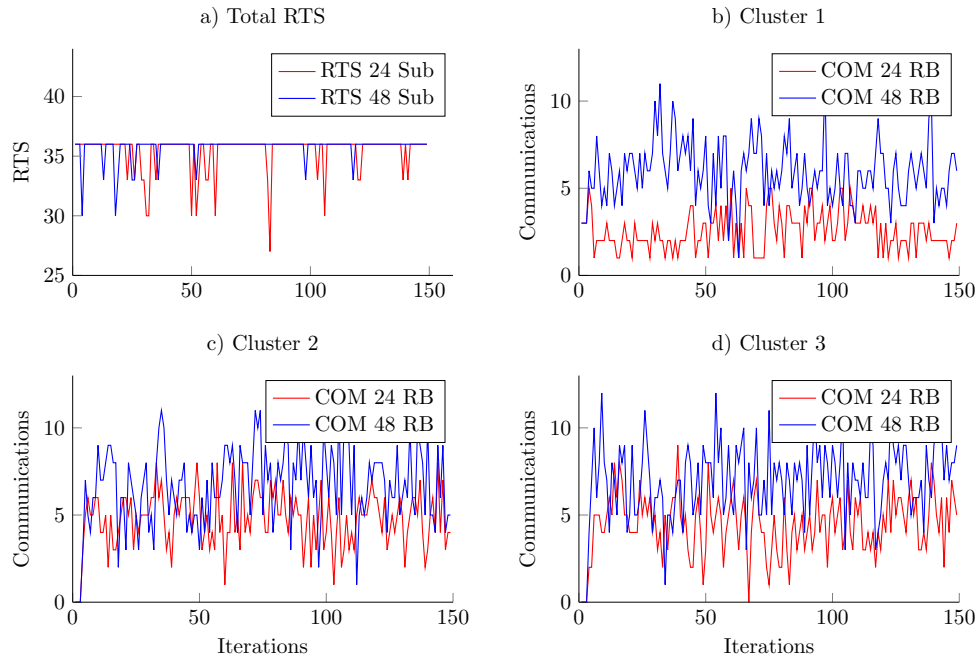 a) Total RTS
RTS 24 Sub
RTS 48 Sub
RTS
40
35
30
25
0
50
100
150
b) Cluster 1
COM 24 RB
COM 48 RB
Communications
10
5
0
0
50
100
150
c) Cluster 2
COM 24 RB
COM 48 RB
Communications
10
5
0
0
50
100
150
Iterations
d) Cluster 3
COM 24 RB
COM 48 RB
Communications
10
5
0
0
50
100
150
Iterations